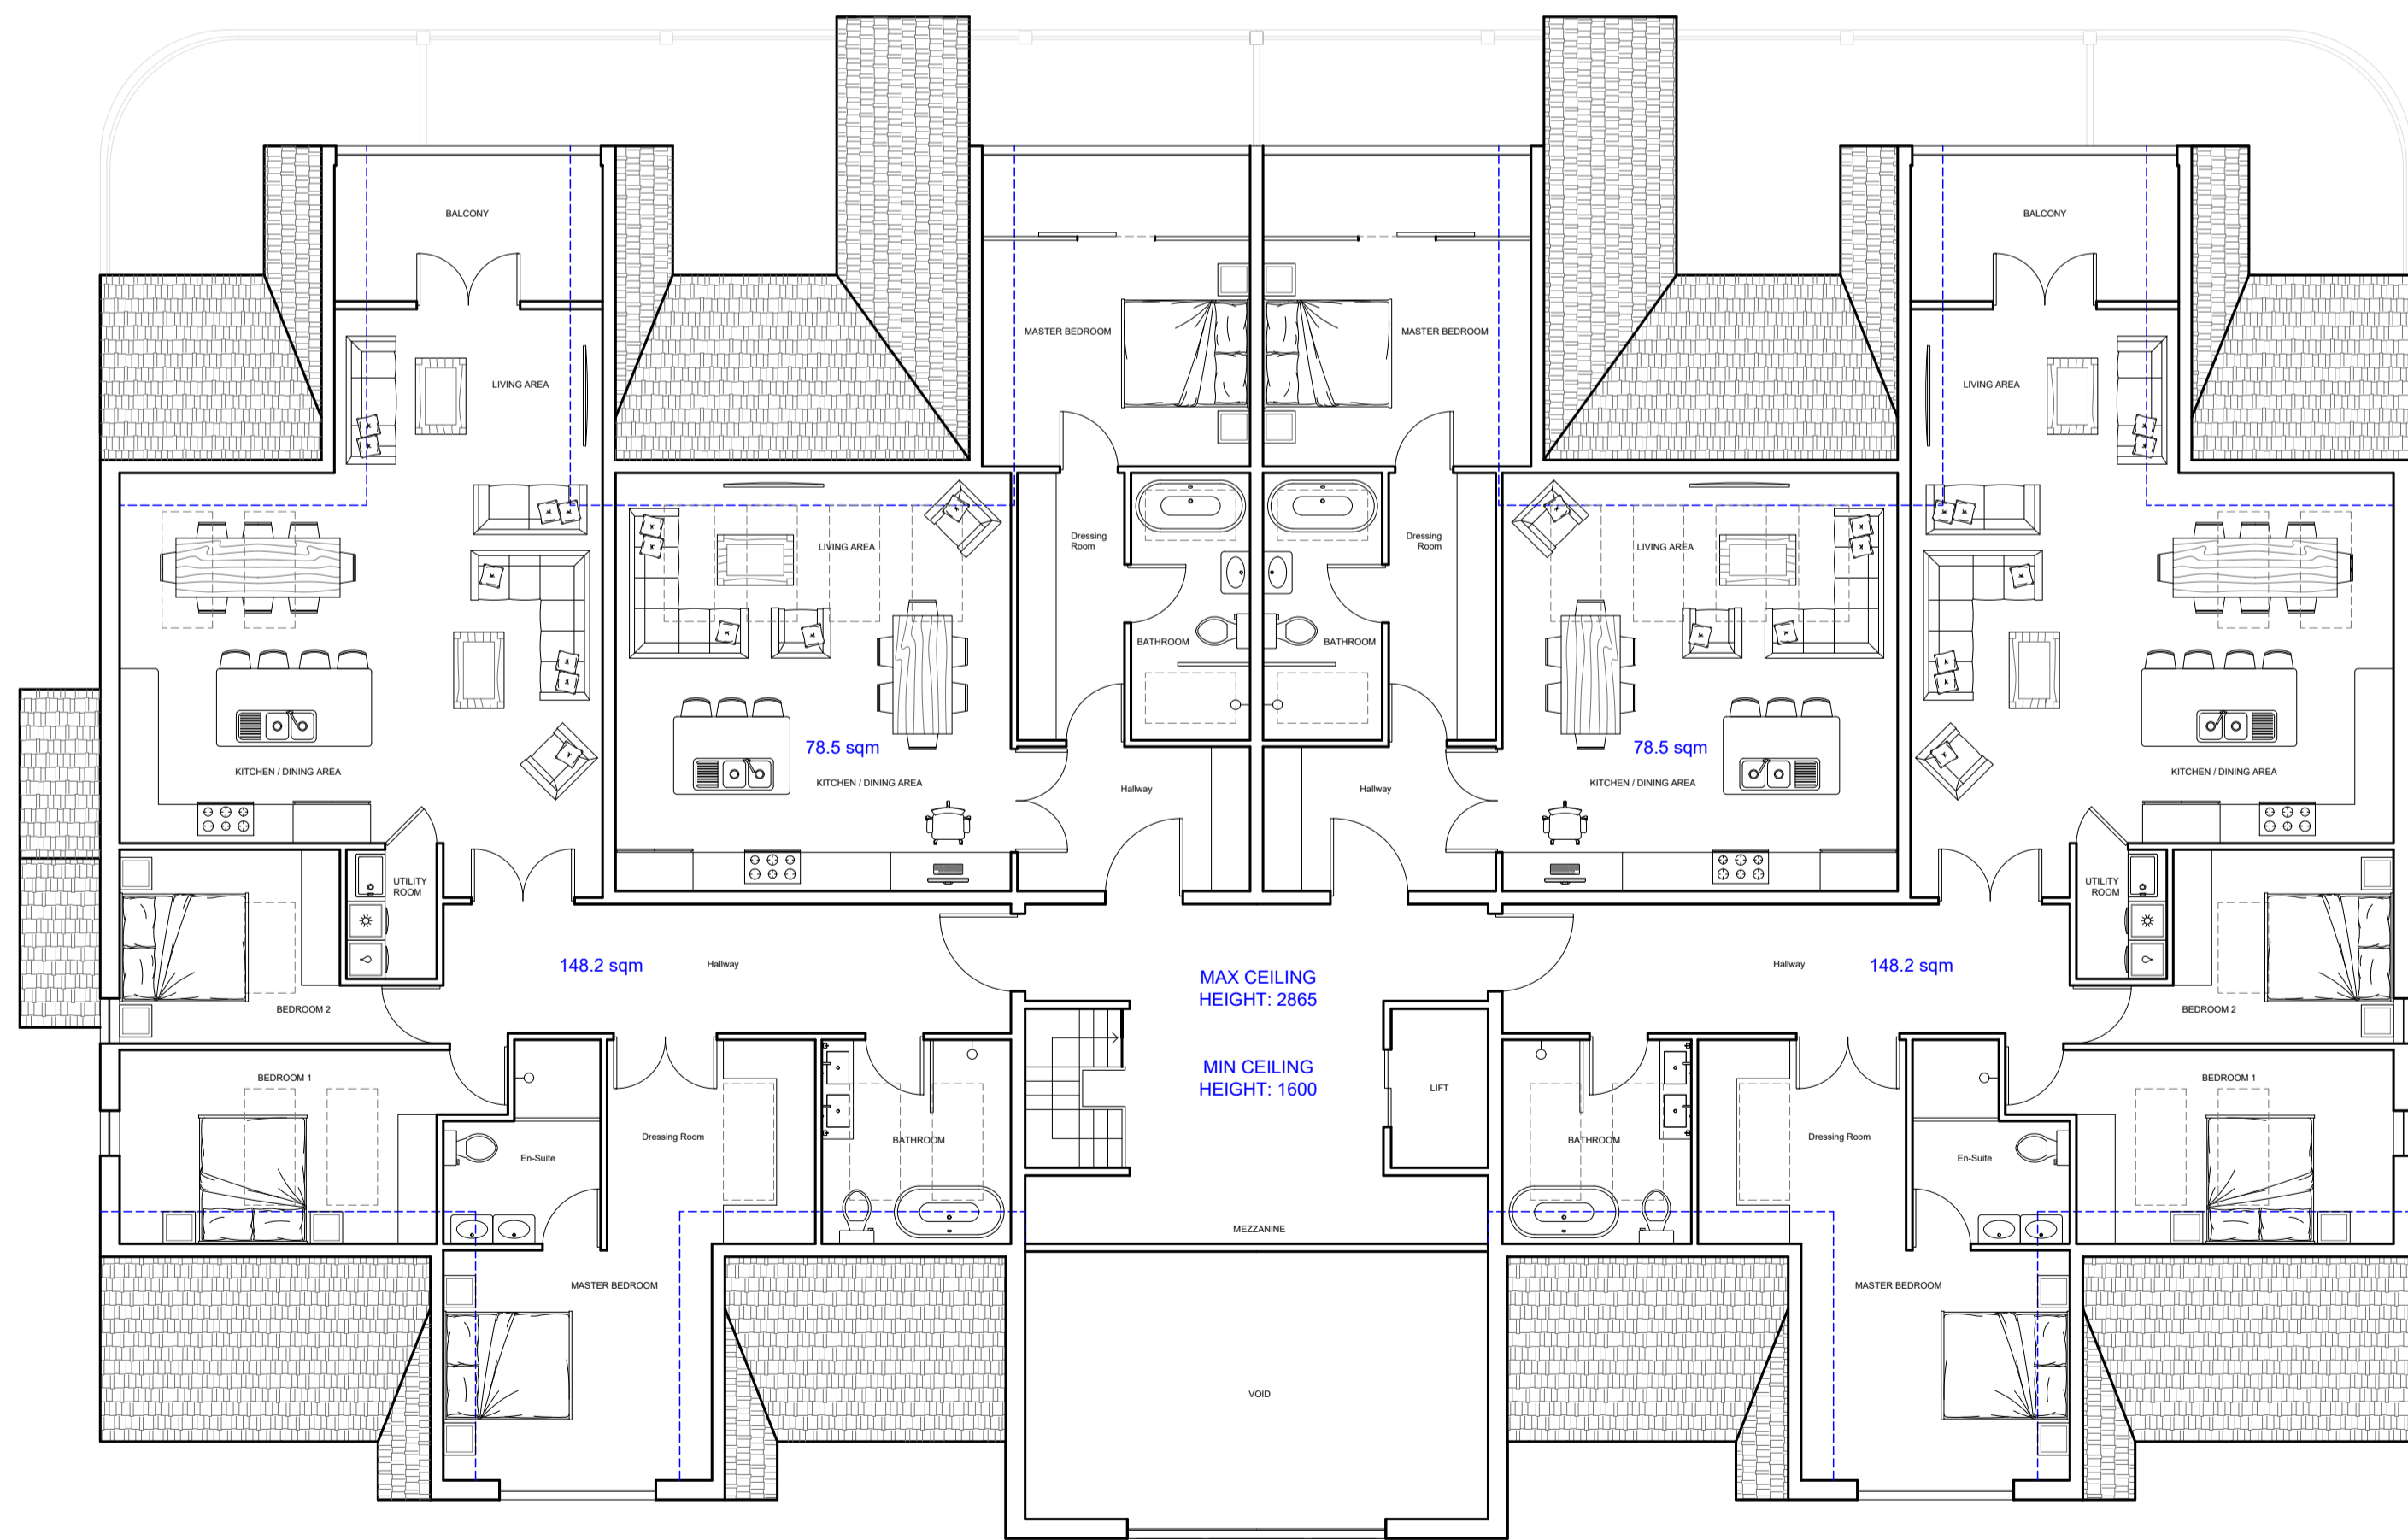 BALCONY
BALCONY
MASTER BEDROOM
MASTER BEDROOM
LIVING AREA
LIVING AREA
Dressing
Room
Dressing
Room
LIVING AREA
LIVING AREA
BATHROOM
BATHROOM
78.5 sqm
78.5 sqm
KITCHEN / DINING AREA
KITCHEN / DINING AREA
KITCHEN / DINING AREA
KITCHEN / DINING AREA
Hallway
Hallway
UTILITY
ROOM
UTILITY
ROOM
148.2 sqm
Hallway
MAX CEILING
HEIGHT: 2865
Hallway
148.2 sqm
BEDROOM 2
BEDROOM 2
MIN CEILING
HEIGHT: 1600
BEDROOM 1
LIFT
BEDROOM 1
Dressing Room
BATHROOM
BATHROOM
Dressing Room
En-Suite
En-Suite
MEZZANINE
MASTER BEDROOM
MASTER BEDROOM
VOID